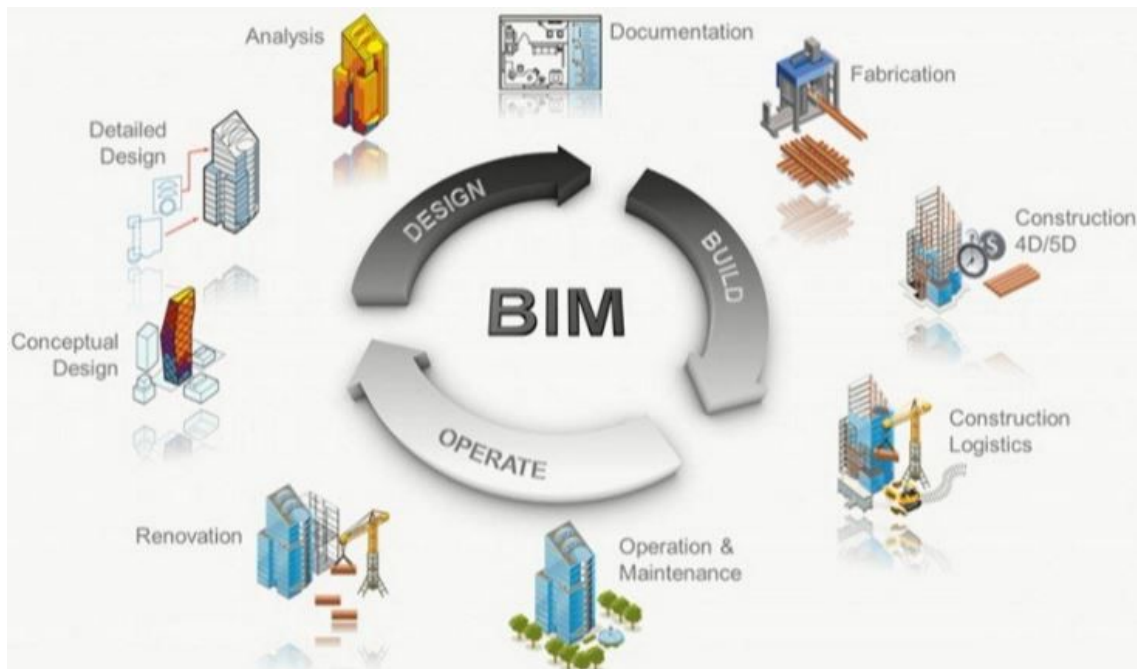 Analysis
Documentation
Fabrication
Detailed
Design
DESIGN
BUILD
Construction
4D/5D
BIM
Conceptual
Design
Construction
Logistics
OPERATE
Renovation
Operation &
Maintenance